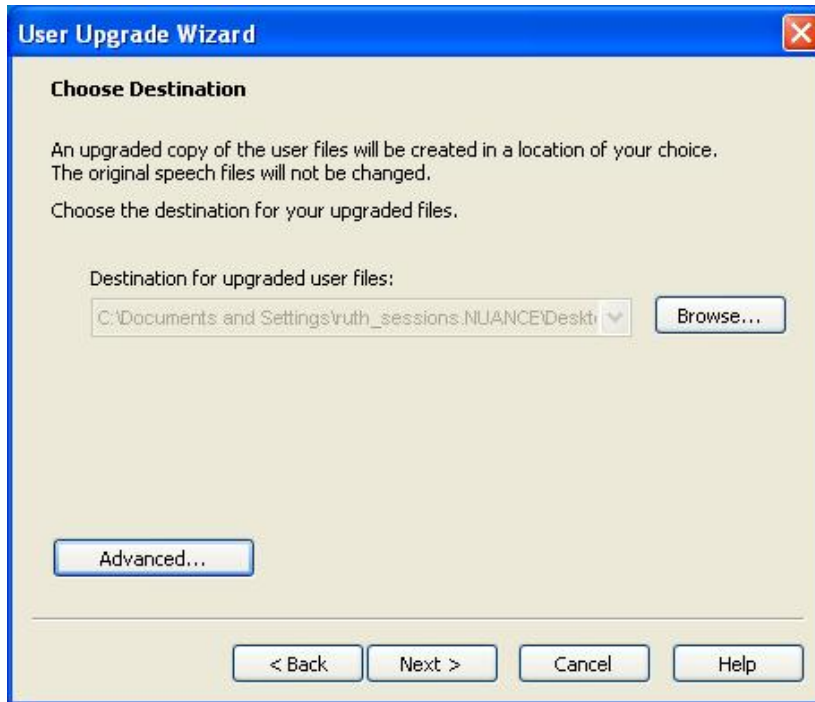 User Upgrade Wizard
Choose Destination
An upgraded copy of the user files will be created in a location of your choice.
The original speech files will not be changed.
Choose the destination for your upgraded files.
Destination for upgraded user files:
C:\Documents and Settings\ruth_sessions.NUANCE\Deskt
Browse...
Advanced...
< Back Next > Cancel Help